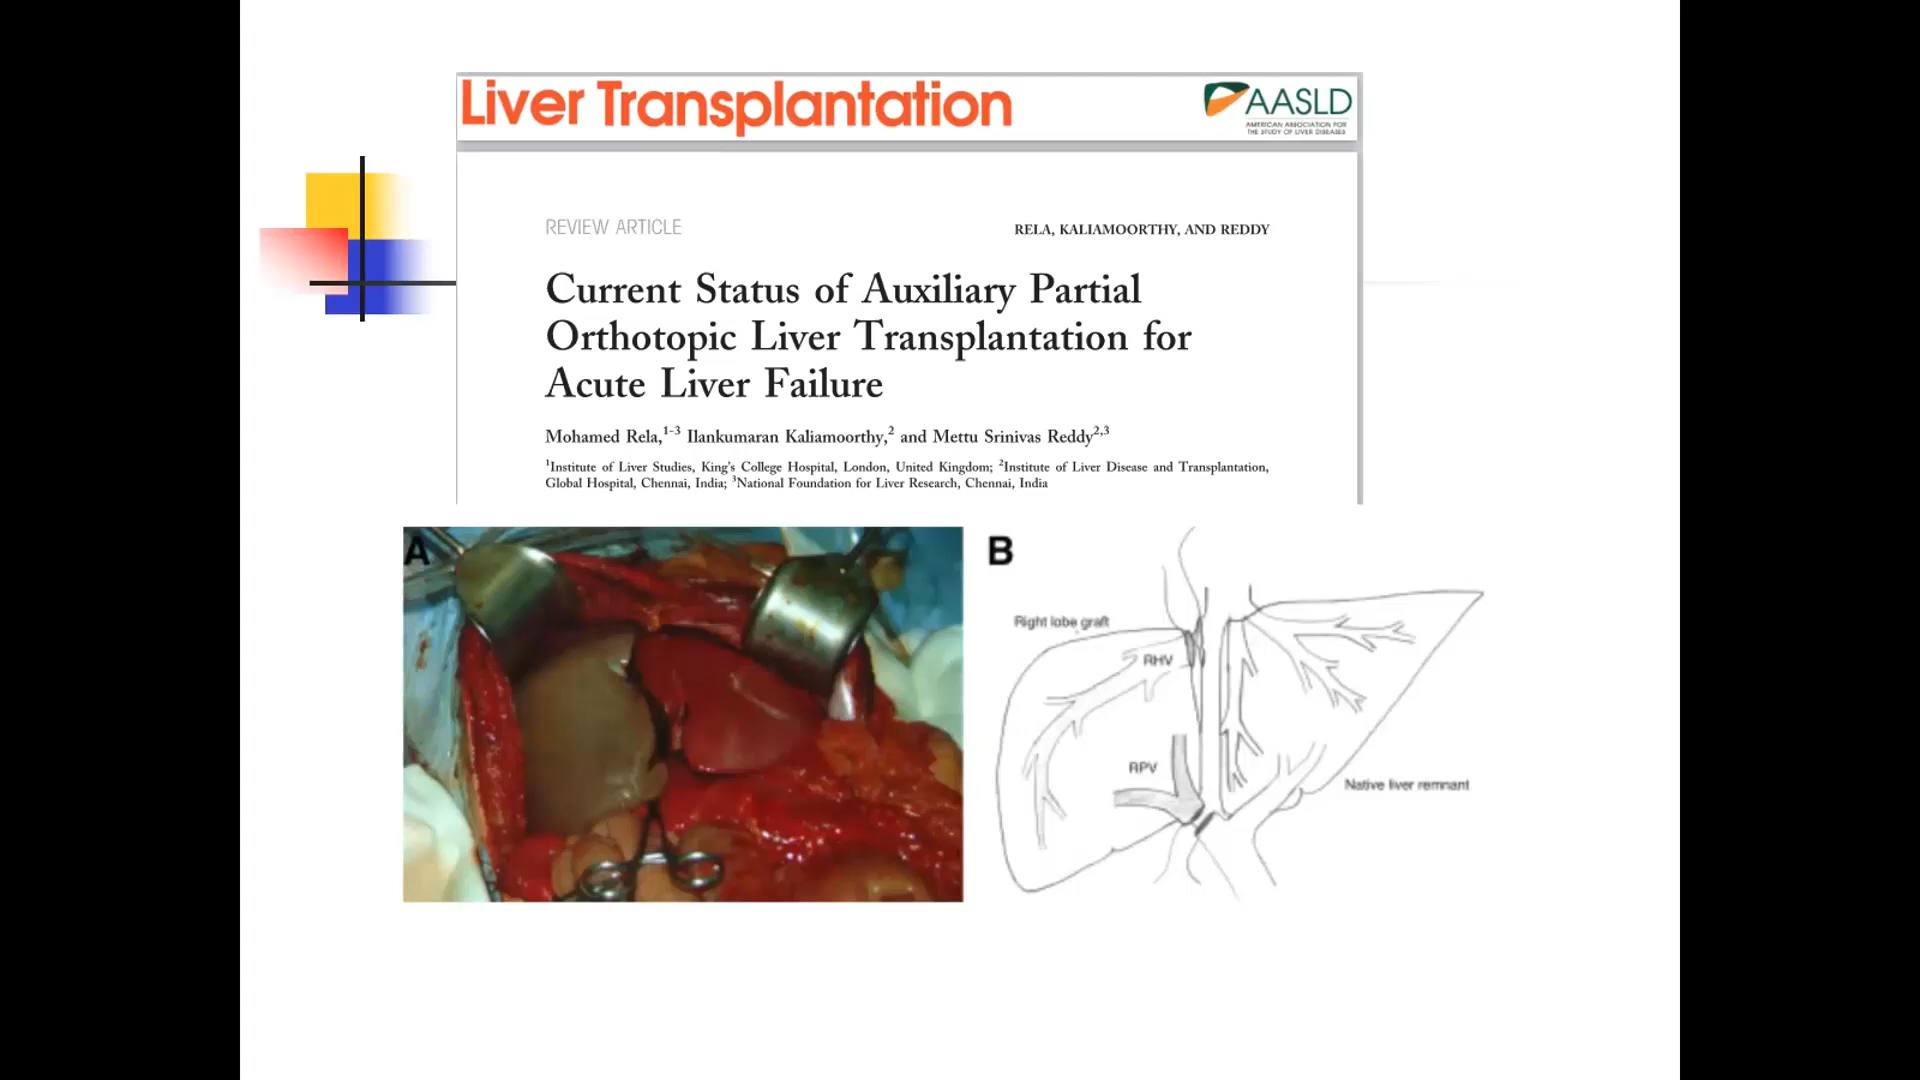 Liver Transplantation
AASLD
AMERICAN ASSOCIATION FOR
THE STUDY OF LIVER DISEASES
REVIEW ARTICLE
RELA, KALIAMOORTHY, AND REDDY
Current Status of Auxiliary Partial
Orthotopic Liver Transplantation for
Acute Liver Failure
Mohamed Rela,1-3 Ilankumaran Kaliamoorthy,2 and Mettu Srinivas Reddy2,3
1Institute of Liver Studies, King's College Hospital, London, United Kingdom; 2Institute of Liver Disease and Transplantation,
Global Hospital, Chennai, India; 3National Foundation for Liver Research, Chennai, India
A
B
Right lobe graft
RHV
RPV
Native liver remnant